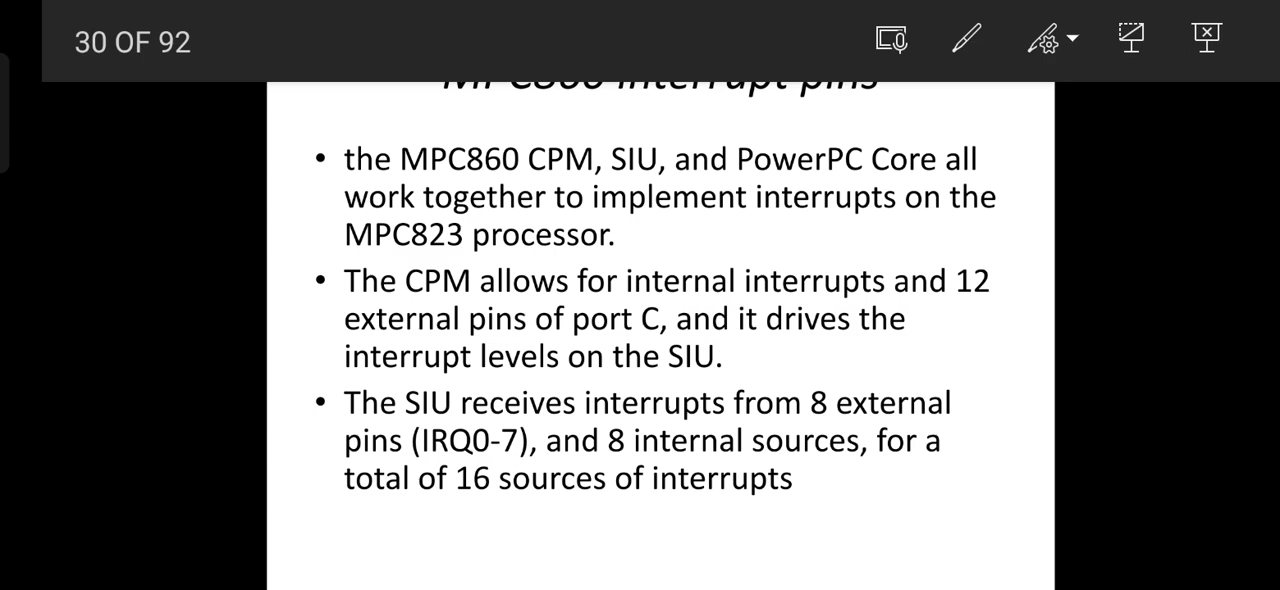 30 OF 92
MPC860 interrupt pins
• the MPC860 CPM, SIU, and PowerPC Core all
work together to implement interrupts on the
MPC823 processor.
• The CPM allows for internal interrupts and 12
external pins of port C, and it drives the
interrupt levels on the SIU.
• The SIU receives interrupts from 8 external
pins (IRQ0-7), and 8 internal sources, for a
total of 16 sources of interrupts